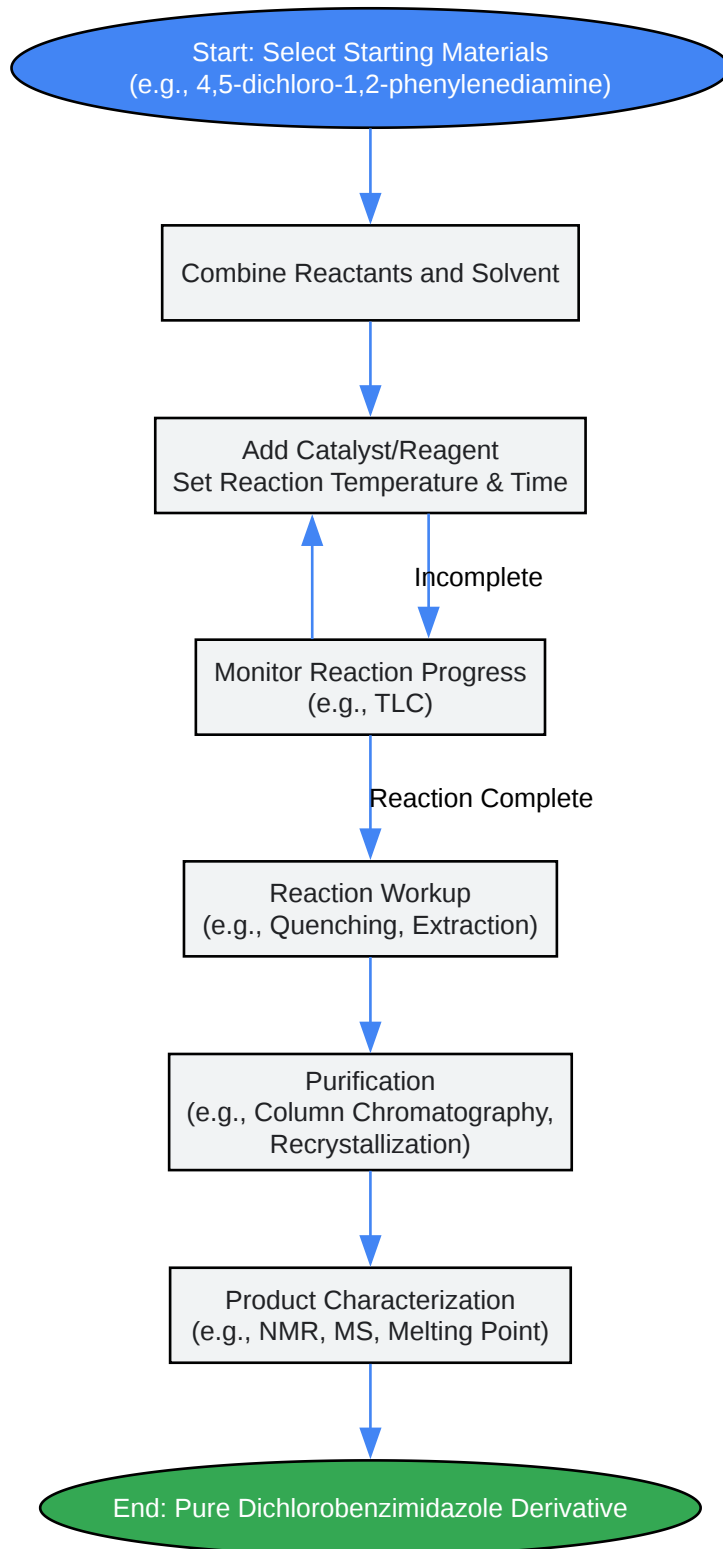 Start: Select Starting Materials
(e.g., 4,5-dichloro-1,2-phenylenediamine)
Combine Reactants and Solvent
Add Catalyst/Reagent
Set Reaction Temperature & Time
Incomplete
Monitor Reaction Progress
(e.g., TLC)
Reaction Complete
Reaction Workup
(e.g., Quenching, Extraction)
Purification
(e.g., Column Chromatography,
Recrystallization)
Product Characterization
(e.g., NMR, MS, Melting Point)
End: Pure Dichlorobenzimidazole Derivative